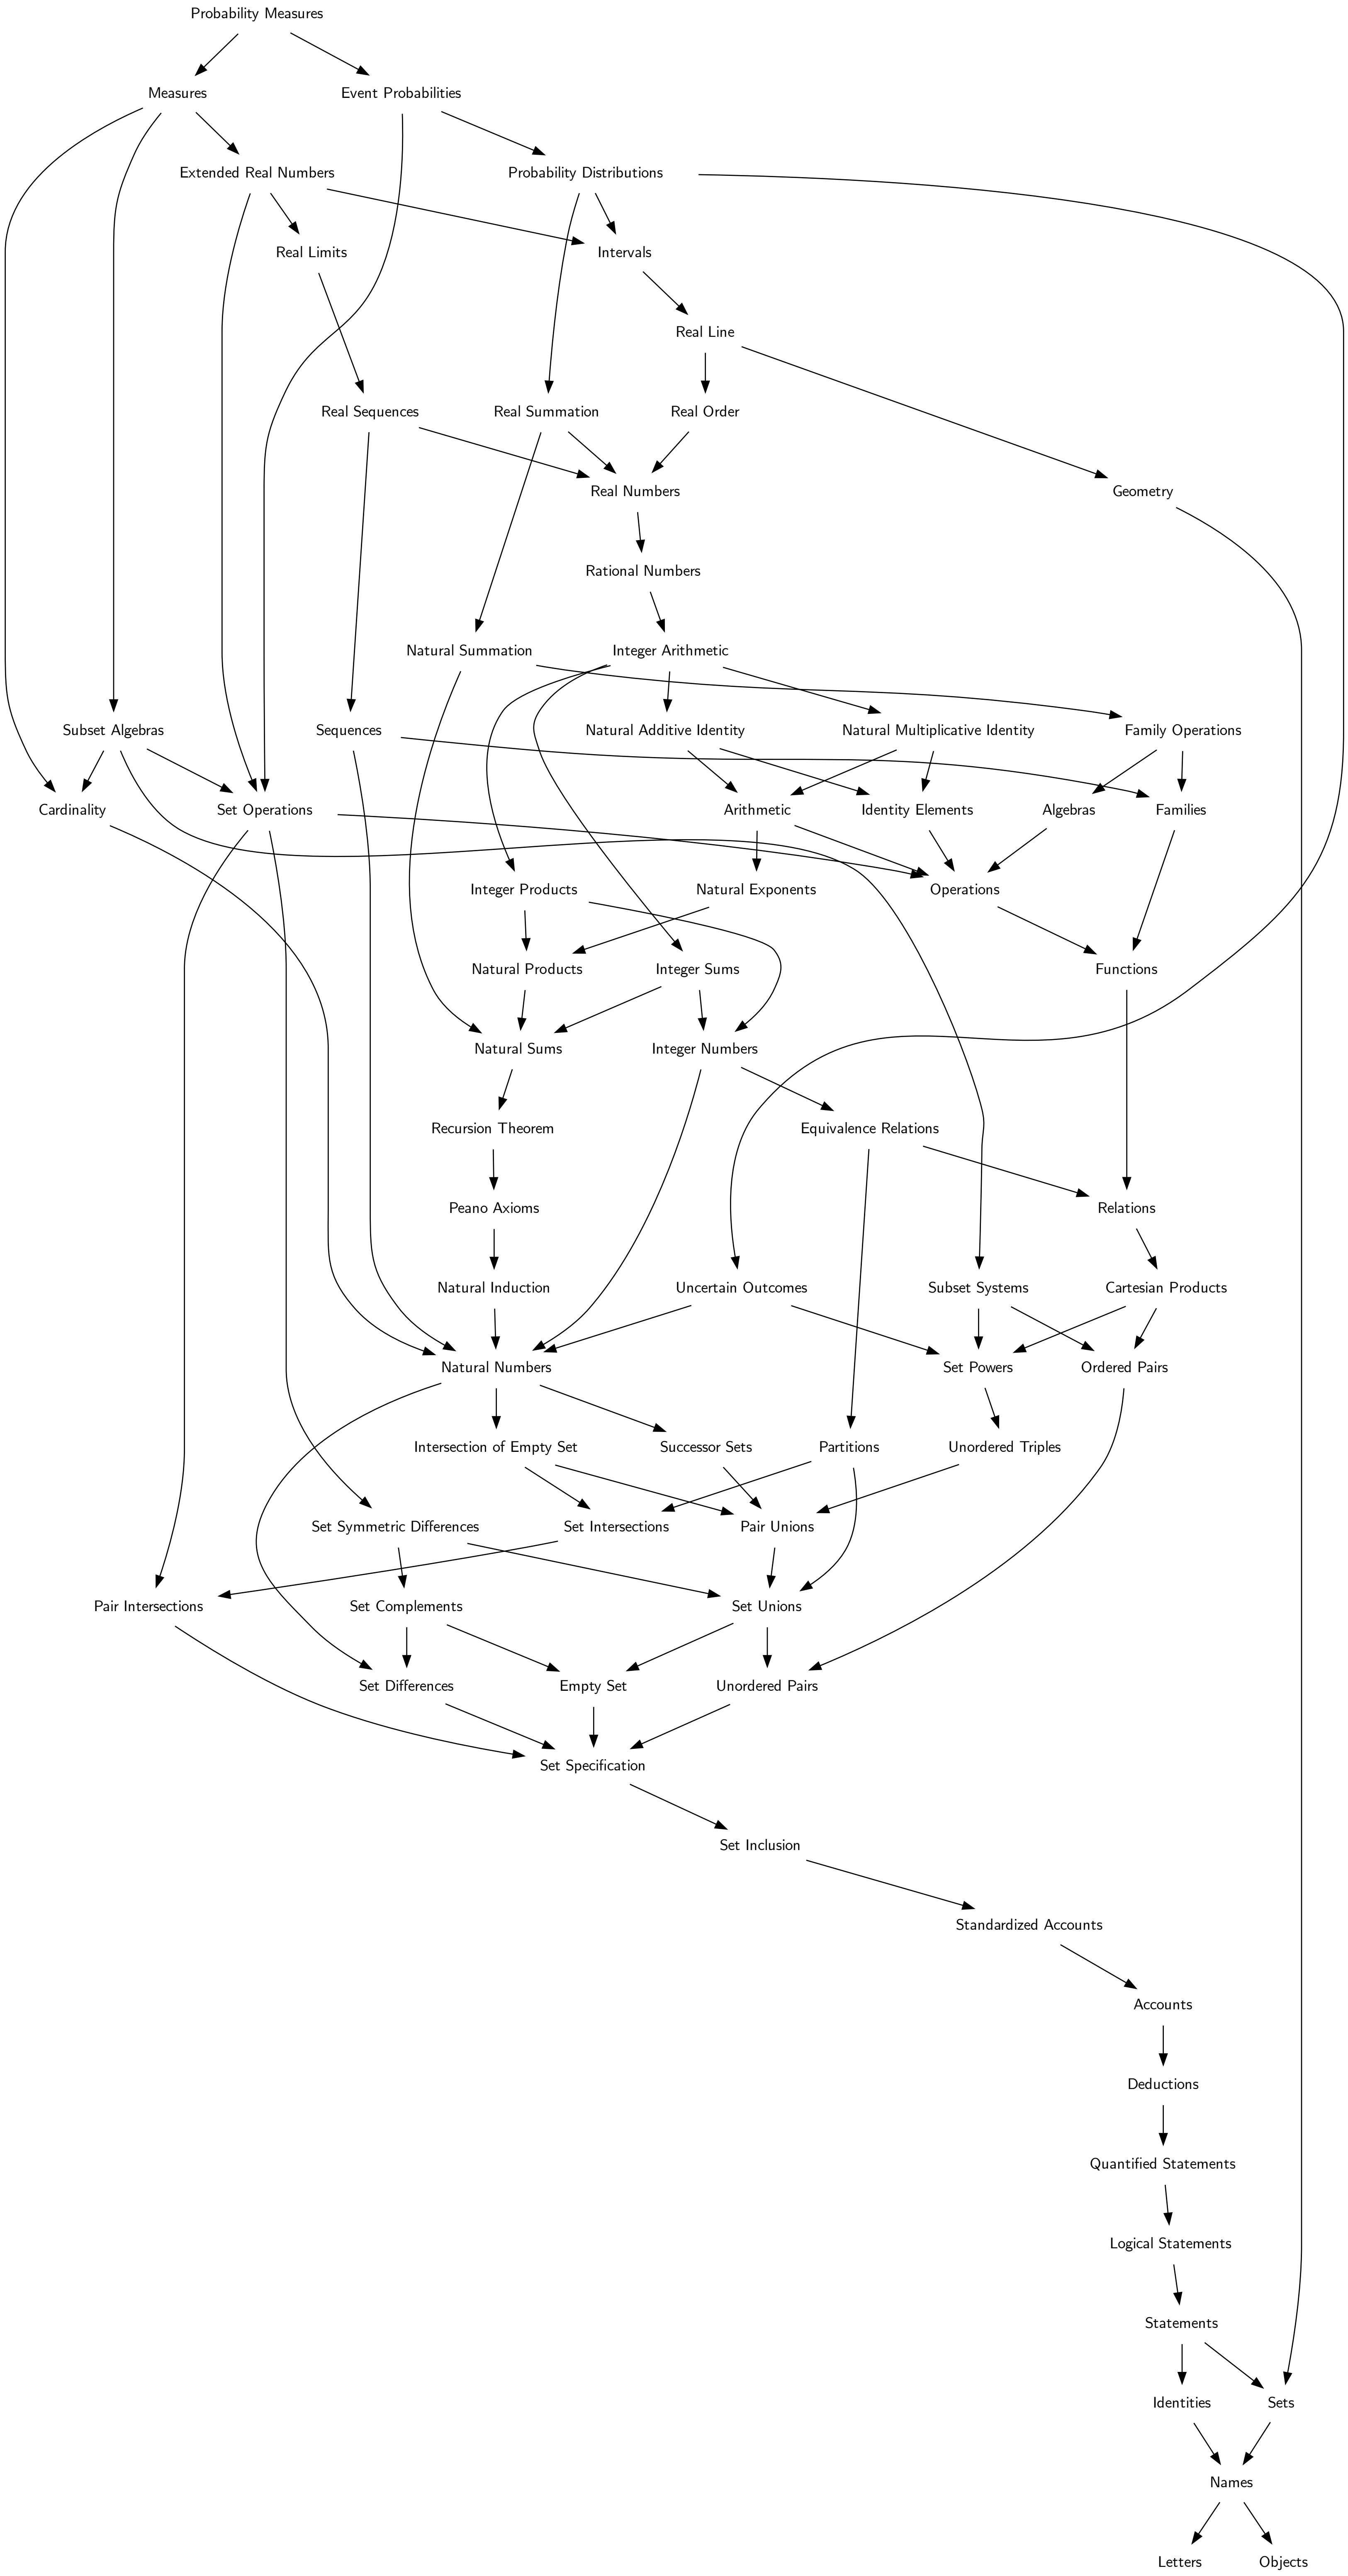 Probability Measures
Measures
Event Probabilities
Extended Real Numbers
Probability Distributions
Real Limits
Intervals
Real Line
Real Sequences
Real Summation
Real Order
Real Numbers
Geometry
Rational Numbers
Natural Summation
Integer Arithmetic
Subset Algebras
Sequences
Natural Additive Identity
Natural Multiplicative Identity
Family Operations
Cardinality
Set Operations
Arithmetic
Identity Elements
Algebras
Families
Integer Products
Natural Exponents
Operations
Natural Products
Integer Sums
Functions
Natural Sums
Integer Numbers
Recursion Theorem
Equivalence Relations
Peano Axioms
Relations
Natural Induction
Uncertain Outcomes
Subset Systems
Cartesian Products
Natural Numbers
Set Powers
Ordered Pairs
Intersection of Empty Set
Successor Sets
Partitions
Unordered Triples
Set Symmetric Differences
Set Intersections
Pair Unions
Pair Intersections
Set Complements
Set Unions
Set Differences
Empty Set
Unordered Pairs
Set Specification
Set Inclusion
Standardized Accounts
Accounts
Deductions
Quantified Statements
Logical Statements
Statements
Identities
Sets
Names
Letters
Objects